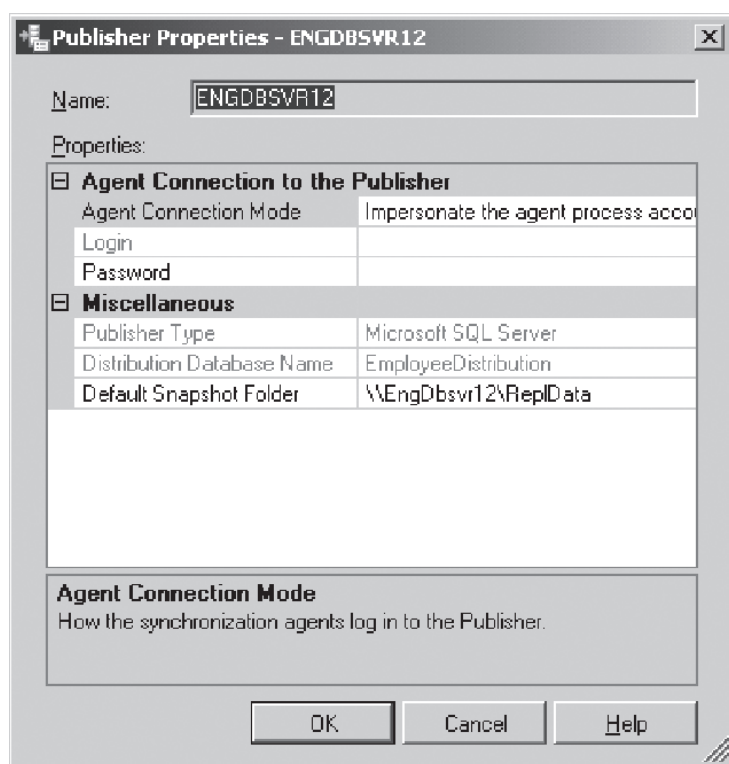 Publisher Properties - ENGDBSVR12
Name: ENGDBSVR12
Properties:
Agent Connection to the Publisher
Agent Connection Mode Impersonate the agent process accou
Login
Password
Miscellaneous
Publisher Type Microsoft SQL Server
Distribution Database Name EmployeeDistribution
Default Snapshot Folder \\EngDbsvr12\ReplData
Agent Connection Mode
How the synchronization agents log in to the Publisher.
OK Cancel Help